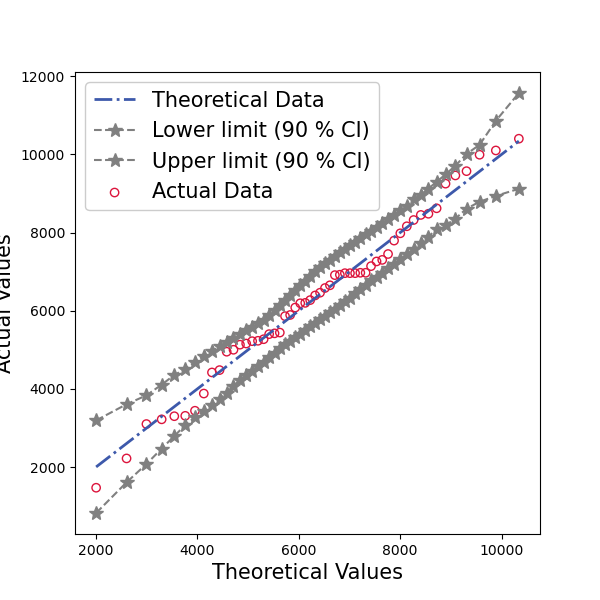 12000
10000
8000
6000
4000
2000
Actual Values
Theoretical Data
Lower limit (90 % CI)
Upper limit (90 % CI)
Actual Data
2000 4000 6000 8000 10000
Theoretical Values